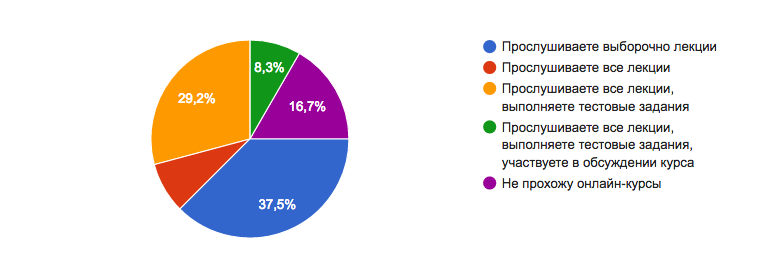 8,3%
29,2%
16,7%
37,5%
Прослушиваете выборочно лекции
Прослушиваете все лекции
Прослушиваете все лекции,
выполняете тестовые задания
Прослушиваете все лекции,
выполняете тестовые задания,
участвуете в обсуждении курса
Не прохожу онлайн-курсы